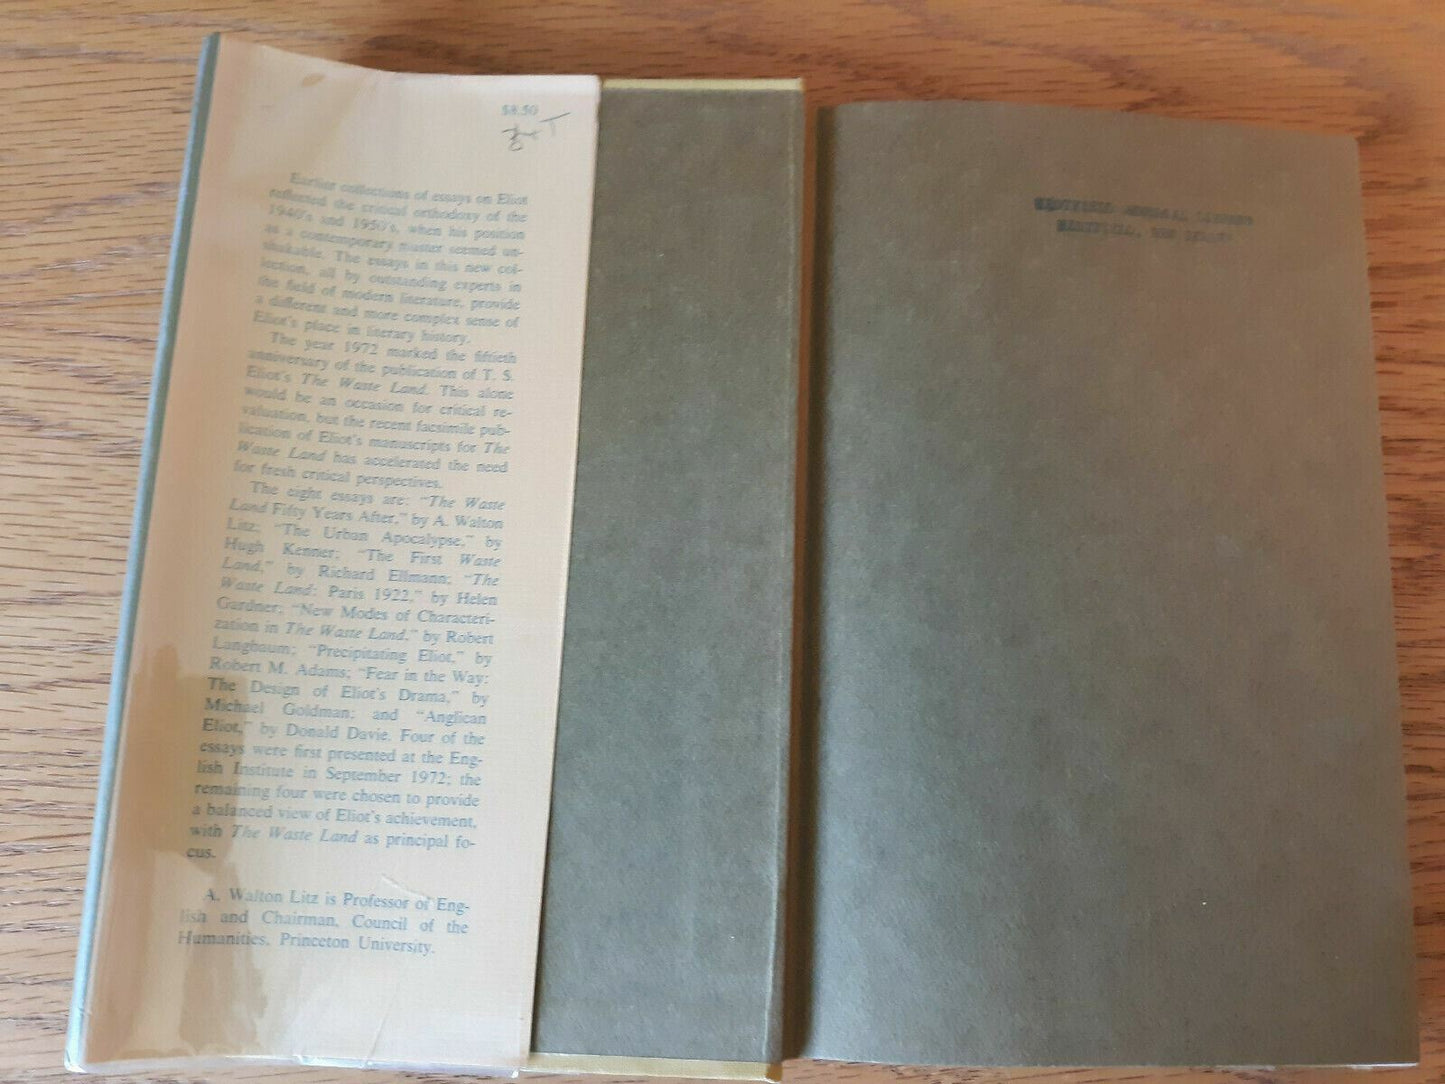 $8.50
Earlier collections of essays on Eliot
reflected the critical orthodoxy of the
1940's and 1950's, when his position
as a contemporary master seemed un-
shakable. The essays in this new col-
lection, all by outstanding experts in
the field of modern literature, provide
a different and more complex sense of
Eliot's place in literary history.
The year 1972 marked the fiftieth
anniversary of the publication of T. S.
Eliot's The Waste Land. This alone
would be an occasion for critical re-
valuation, but the recent facsimile pub-
lication of Eliot's manuscripts for The
Waste Land has accelerated the need
for fresh critical perspectives.
The eight essays are: "The Waste
Land Fifty Years After," by A. Walton
Litz; "The Urban Apocalypse," by
Hugh Kenner; "The First Waste
Land," by Richard Ellmann; "The
Waste Land: Paris 1922," by Helen
Gardner; "New Modes of Characteri-
zation in The Waste Land," by Robert
Langbaum; "Precipitating Eliot," by
Robert M. Adams; "Fear in the Way:
The Design of Eliot's Drama," by
Michael Goldman; and "Anglican
Eliot," by Donald Davie. Four of the
essays were first presented at the Eng-
lish Institute in September 1972; the
remaining four were chosen to provide
a balanced view of Eliot's achievement,
with The Waste Land as principal fo-
cus.
A. Walton Litz is Professor of Eng-
lish and Chairman, Council of the
Humanities, Princeton University.